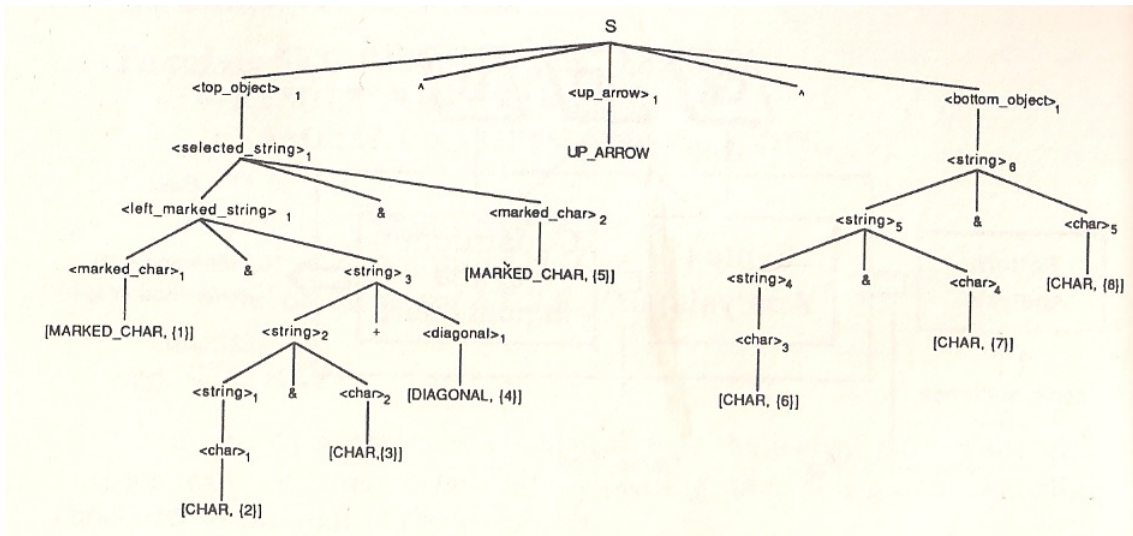 S
<top_object> 1 ^ <up_arrow> 1 ^ <bottom_object>1
<selected_string>1 UP_ARROW <string>6
<left_marked_string> 1 & <marked_char> 2 <string>5 & <char>5
<marked_char>1 & <string>3 [MARKED_CHAR, {5}] <string>4 & <char>4 [CHAR, {8}]
[MARKED_CHAR, {1}] <string>2 + <diagonal>1 <char>3 [CHAR, {7}]
<string>1 & <char>2 [DIAGONAL, {4}] [CHAR, {6}]
<char>1 [CHAR,{3}]
[CHAR, {2}]